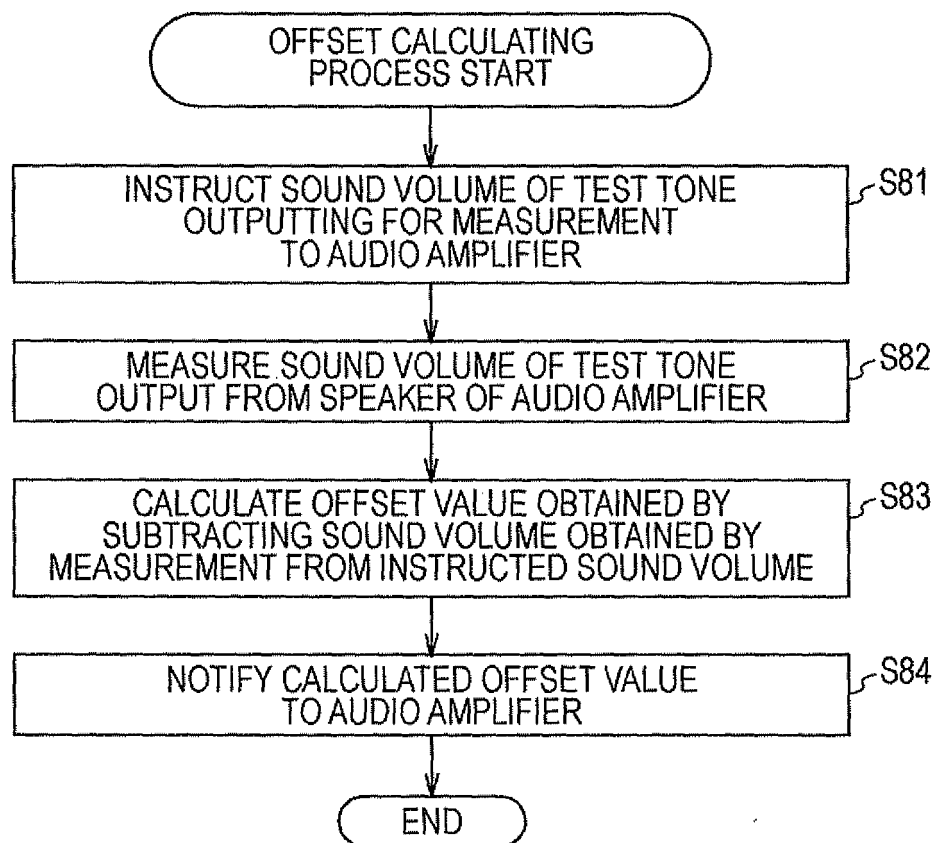 OFFSET CALCULATING
PROCESS START
INSTRUCT SOUND VOLUME OF TEST TONE
OUTPUTTING FOR MEASUREMENT
TO AUDIO AMPLIFIER
S81
MEASURE SOUND VOLUME OF TEST TONE
OUTPUT FROM SPEAKER OF AUDIO AMPLIFIER
S82
CALCULATE OFFSET VALUE OBTAINED BY
SUBTRACTING SOUND VOLUME OBTAINED BY
MEASUREMENT FROM INSTRUCTED SOUND VOLUME
S83
NOTIFY CALCULATED OFFSET VALUE
TO AUDIO AMPLIFIER
S84
END